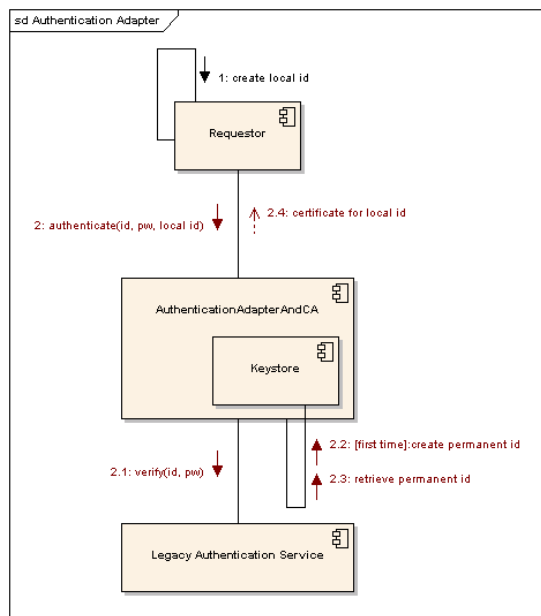 sd Authentication Adapter
1: create local id
Requestor
2: authenticate(id, pw, local id)
2.4: certificate for local id
AuthenticationAdapterAndCA
Keystore
2.2: [first time]:create permanent id
2.1: verify(id, pw)
2.3: retrieve permanent id
Legacy Authentication Service